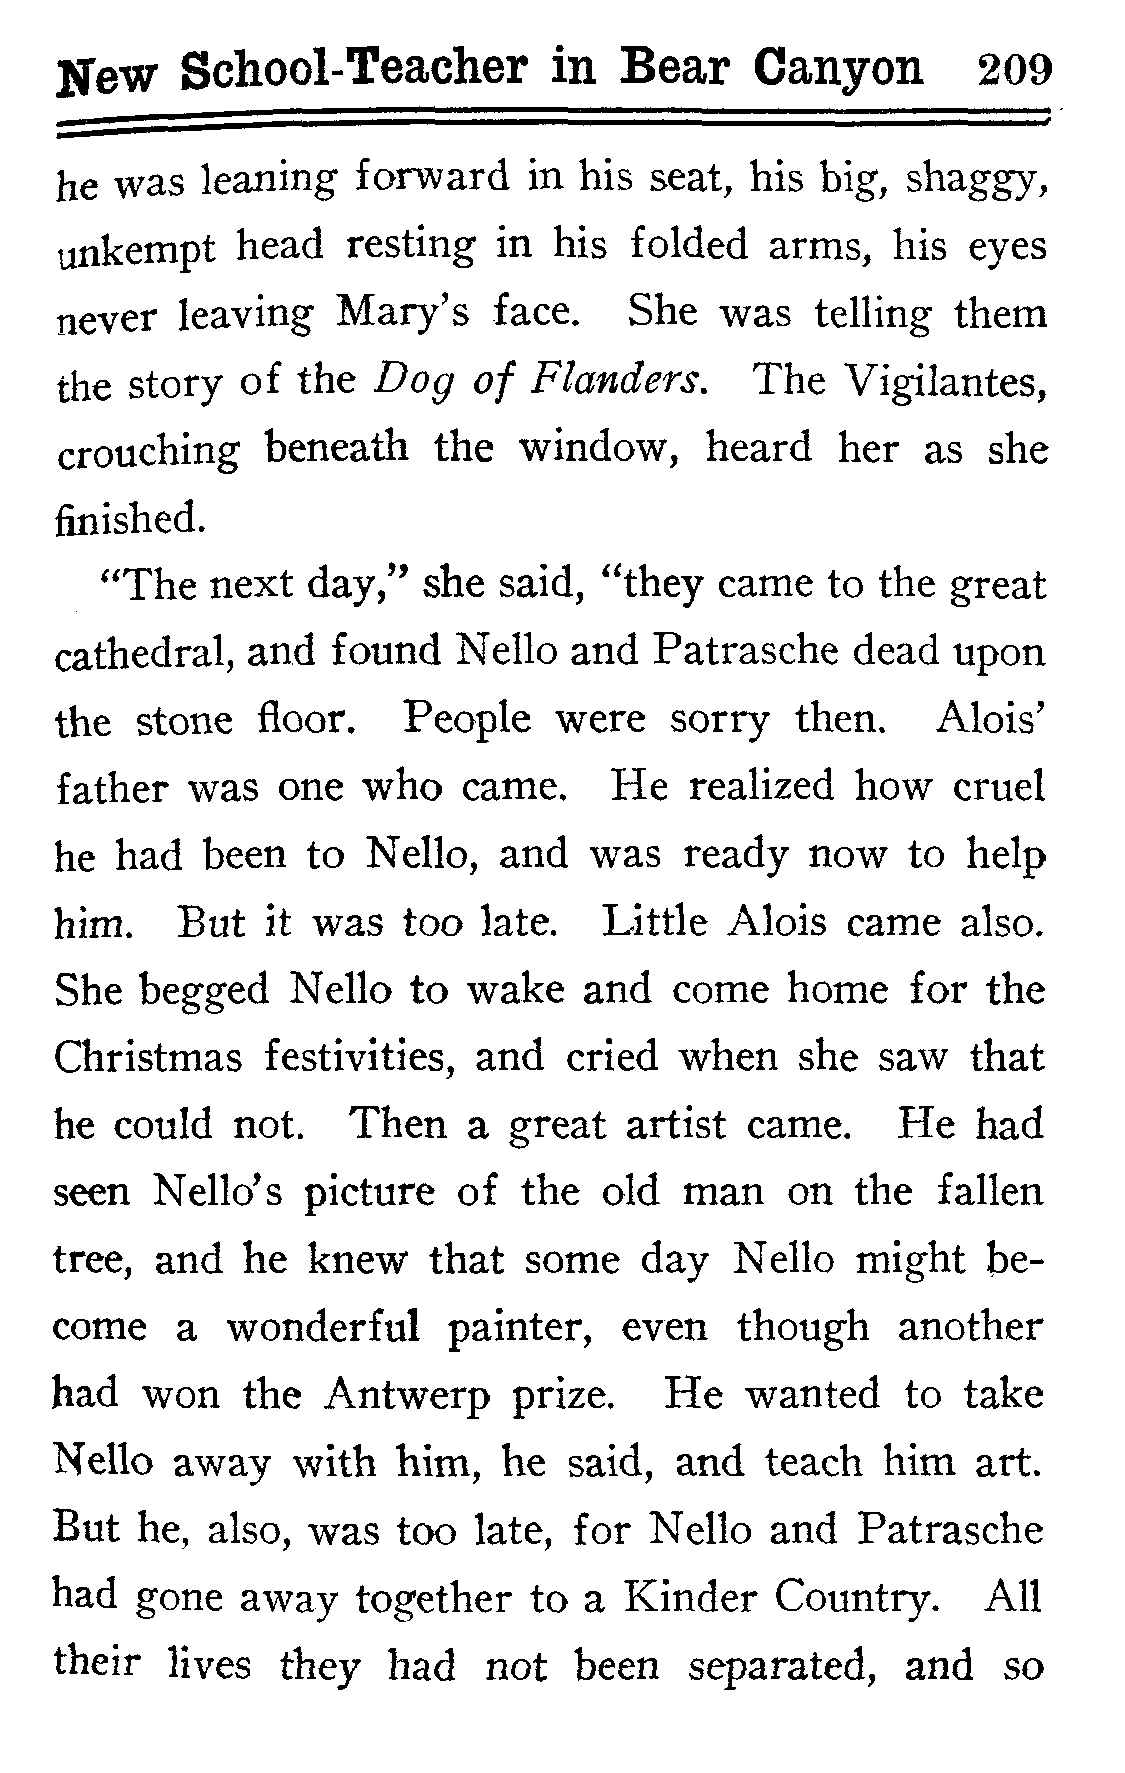 New School-Teacher in Bear Canyon 209
he was leaning forward in his seat, his big, shaggy,
unkempt head resting in his folded arms, his eyes
never leaving Mary's face. She was telling them
the story of the Dog of Flanders. The Vigilantes,
crouching beneath the window, heard her as she
finished.
"The next day," she said, "they came to the great
cathedral, and found Nello and Patrasche dead upon
the stone floor. People were sorry then. Alois'
father was one who came. He realized how cruel
he had been to Nello, and was ready now to help
him. But it was too late. Little Alois came also.
She begged Nello to wake and come home for the
Christmas festivities, and cried when she saw that
he could not. Then a great artist came. He had
seen Nello's picture of the old man on the fallen
tree, and he knew that some day Nello might be-
come a wonderful painter, even though another
had won the Antwerp prize. He wanted to take
Nello away with him, he said, and teach him art.
But he, also, was too late, for Nello and Patrasche
had gone away together to a Kinder Country. All
their lives they had not been separated, and so